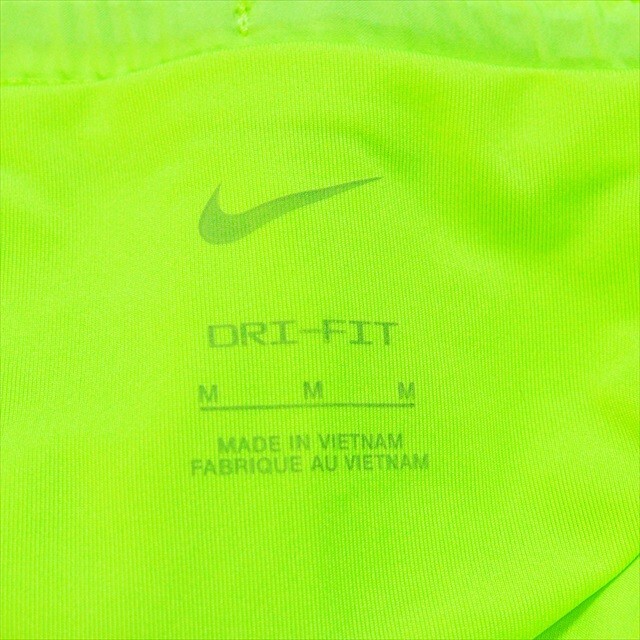 DRI-FIT
M M M
MADE IN VIETNAM
FABRIQUE AU VIETNAM